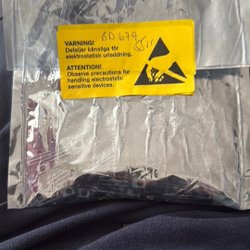 BD 679
VARNING!
Detaljer känsliga för
elektrostatisk urladdning.
ATTENTION!
Observe precautions for
handling electrostatic
sensitive devices.